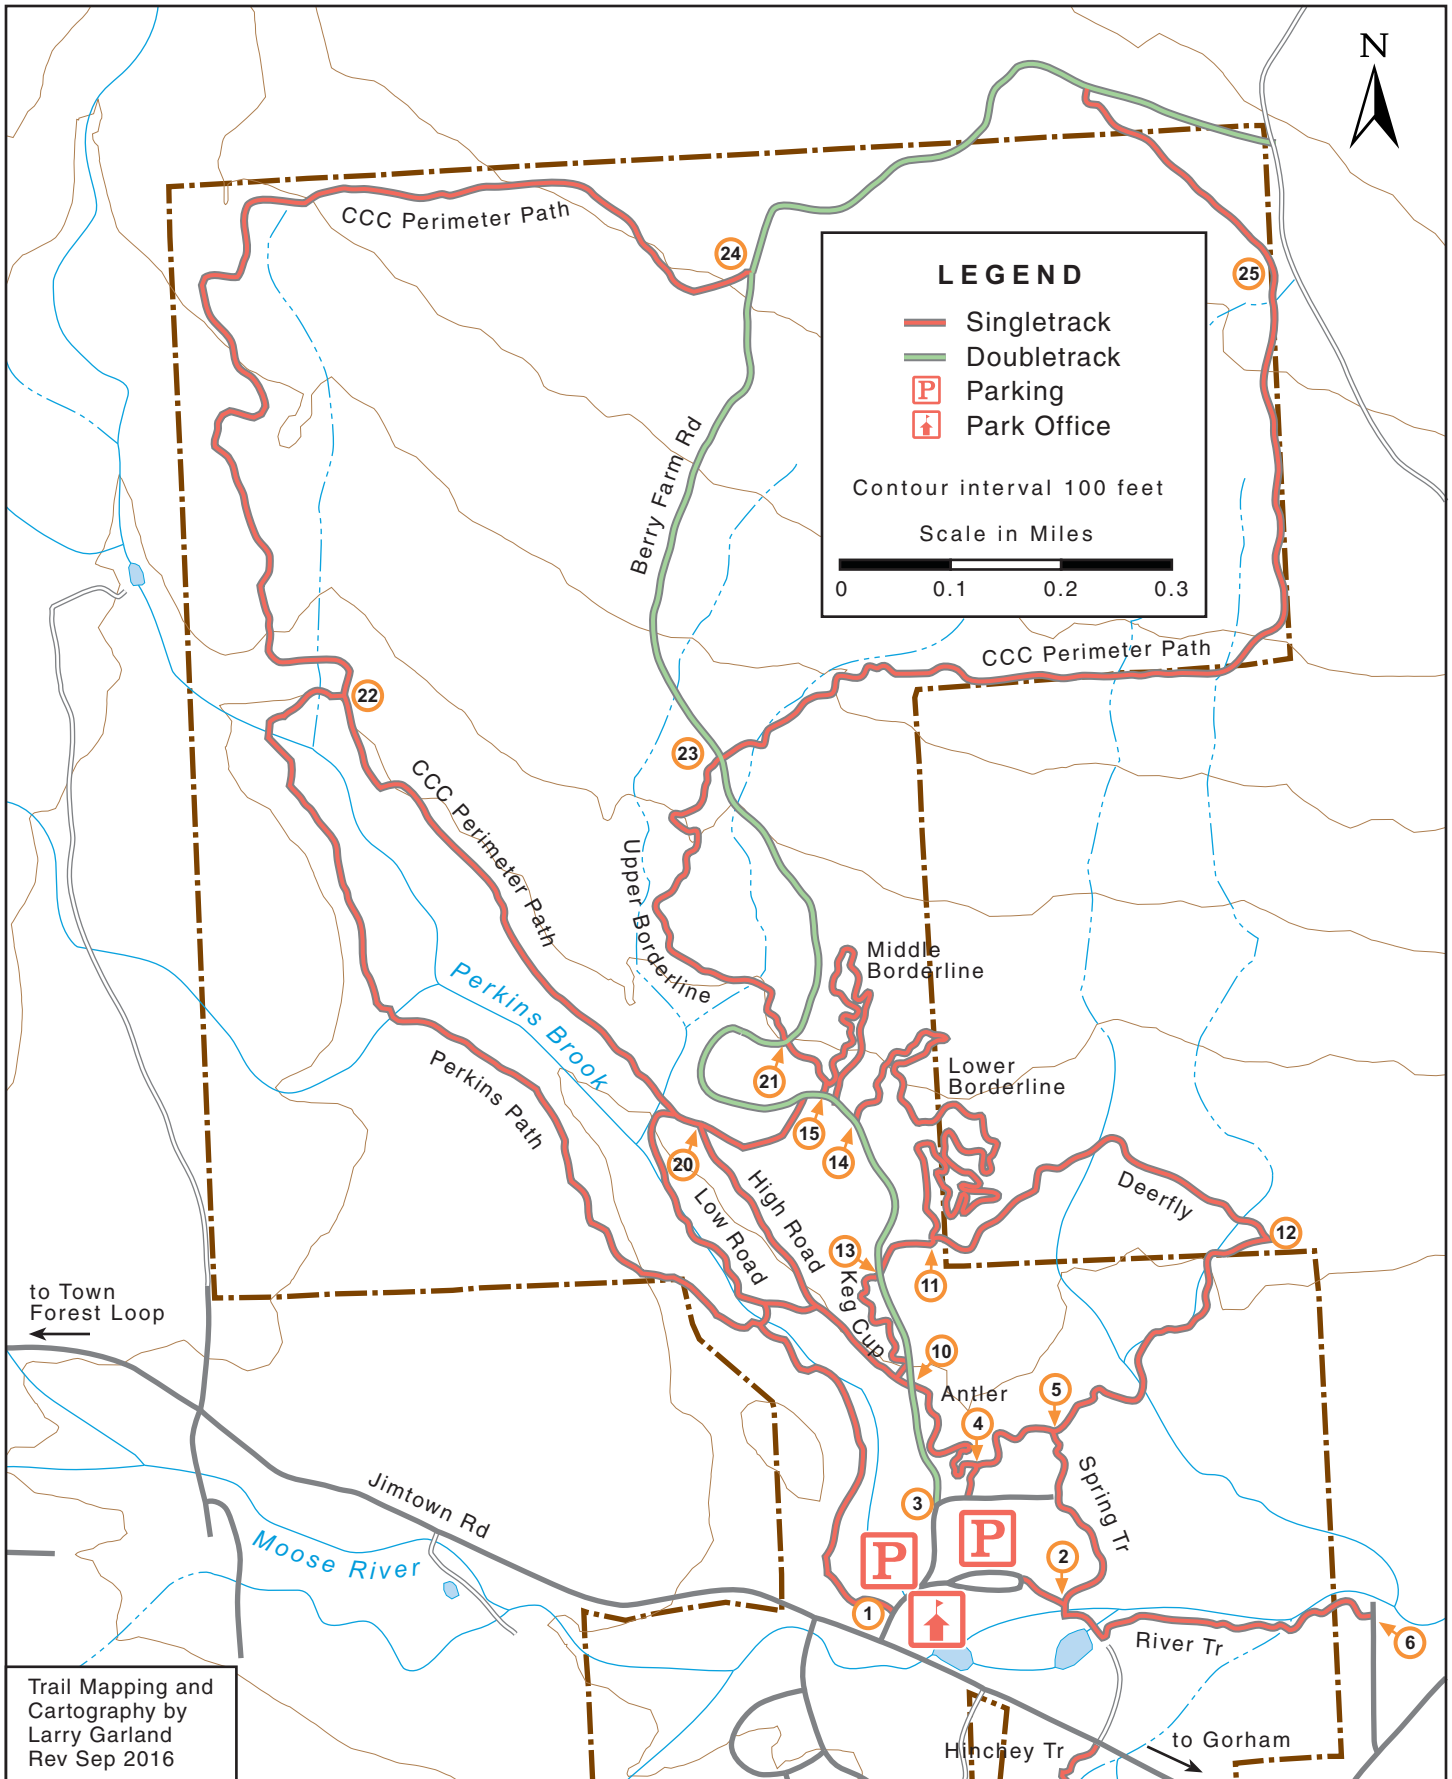 N
CCC Perimeter Path
24
25
LEGEND
Singletrack
Doubletrack
P
Parking
Park Office
Contour interval 100 feet
Scale in Miles
0 0.1 0.2 0.3
Berry Farm Rd
CCC Perimeter Path
22
23
CCC Perimeter Path
Upper Borderline
Middle
Borderline
Perkins Brook
Perkins Path
Lower
Borderline
21
15
14
20
High Road
Low Road
Deerfly
12
13
11
Keg Cup
to Town
Forest Loop
10
Antler
5
4
Spring Tr
3
Jimtown Rd
P
P
Moose River
2
1
River Tr
6
Trail Mapping and
Cartography by
Larry Garland
Rev Sep 2016
Hinchey Tr
to Gorham